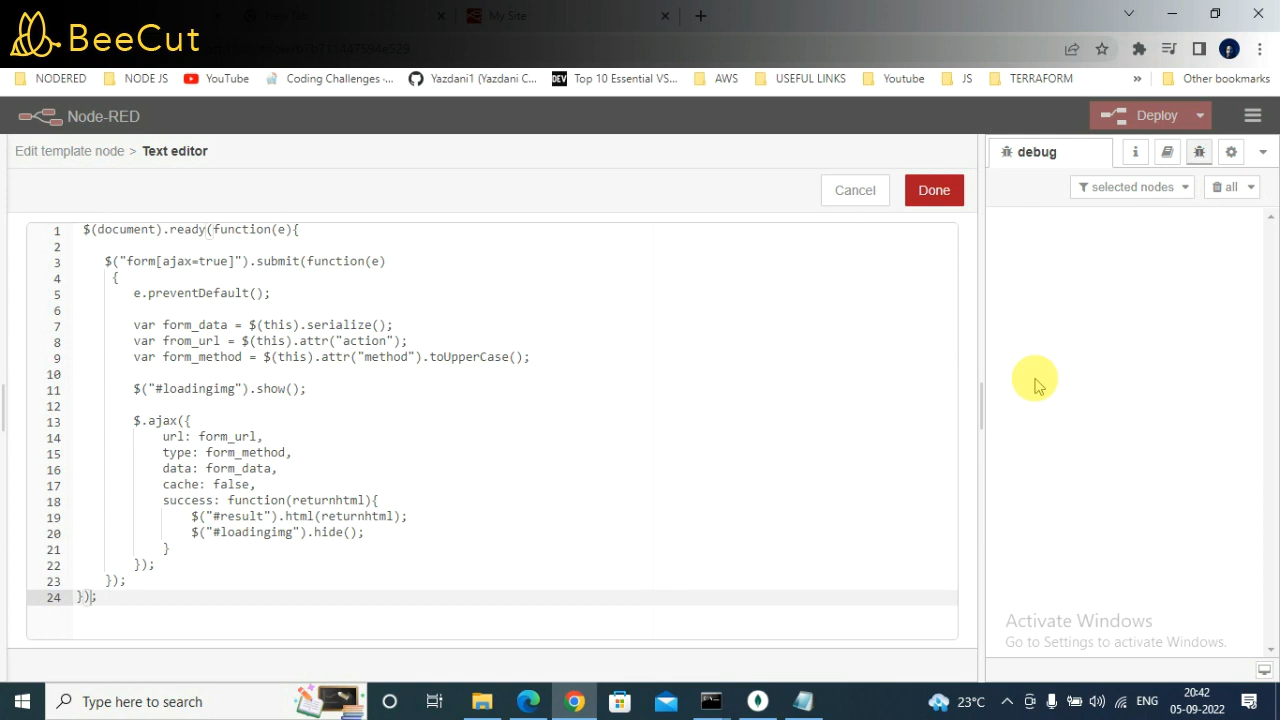 BeeCut
My Site
NODERED
NODE JS
YouTube
Coding Challenges -...
Yazdani1 (Yazdani C...
DEV
Top 10 Essential VS...
AWS
USEFUL LINKS
Youtube
JS
TERRAFORM
»
Other bookmarks
Node-RED
Deploy
Edit template node > Text editor
debug
i
Cancel
Done
selected nodes
all
1 $(document).ready(function(e){
2
3 $("form[ajax=true]").submit(function(e)
4 {
5 e.preventDefault();
6
7 var form_data = $(this).serialize();
8 var from_url = $(this).attr("action");
9 var form_method = $(this).attr("method").toUpperCase();
10
11 $("#loadingimg").show();
12
13 $.ajax({
14 url: form_url,
15 type: form_method,
16 data: form_data,
17 cache: false,
18 success: function(returnhtml){
19 $("#result").html(returnhtml);
20 $("#loadingimg").hide();
21 }
22 });
23 });
24 });
Activate Windows
Go to Settings to activate Windows.
Type here to search
23°C
ENG
20:42
05-09-2022